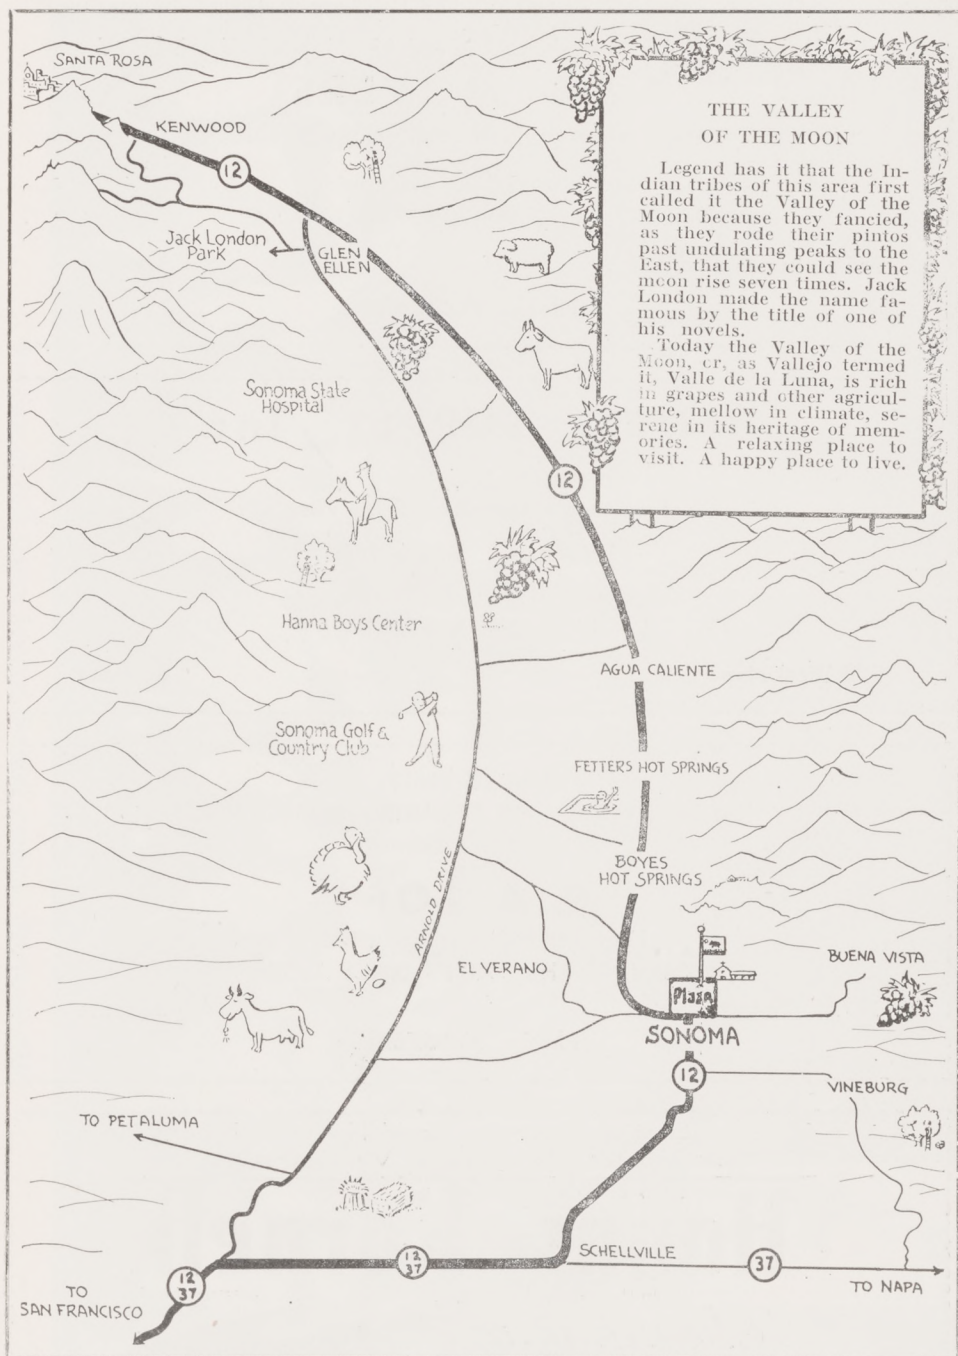 SANTA ROSA
KENWOOD
12
Jack London
Park
GLEN
ELLEN
THE VALLEY
OF THE MOON
Legend has it that the In-
dian tribes of this area first
called it the Valley of the
Moon because they fancied,
as they rode their pintos
past undulating peaks to the
East, that they could see the
moon rise seven times. Jack
London made the name fa-
mous by the title of one of
his novels.
Today the Valley of the
Moon, or, as Vallejo termed
it, Valle de la Luna, is rich
in grapes and other agricul-
ture, mellow in climate, se-
rene in its heritage of mem-
ories. A relaxing place to
visit. A happy place to live.
Sonoma State
Hospital
12
Hanna Boys Center
AGUA CALIENTE
Sonoma Golf &
Country Club
FETTERS HOT SPRINGS
BOYES
HOT SPRINGS
ARNOLD DRIVE
EL VERANO
BUENA VISTA
Plaza
SONOMA
12
VINEBURG
TO PETALUMA
SCHELLVILLE
12
37
37
12
37
TO
SAN FRANCISCO
TO NAPA